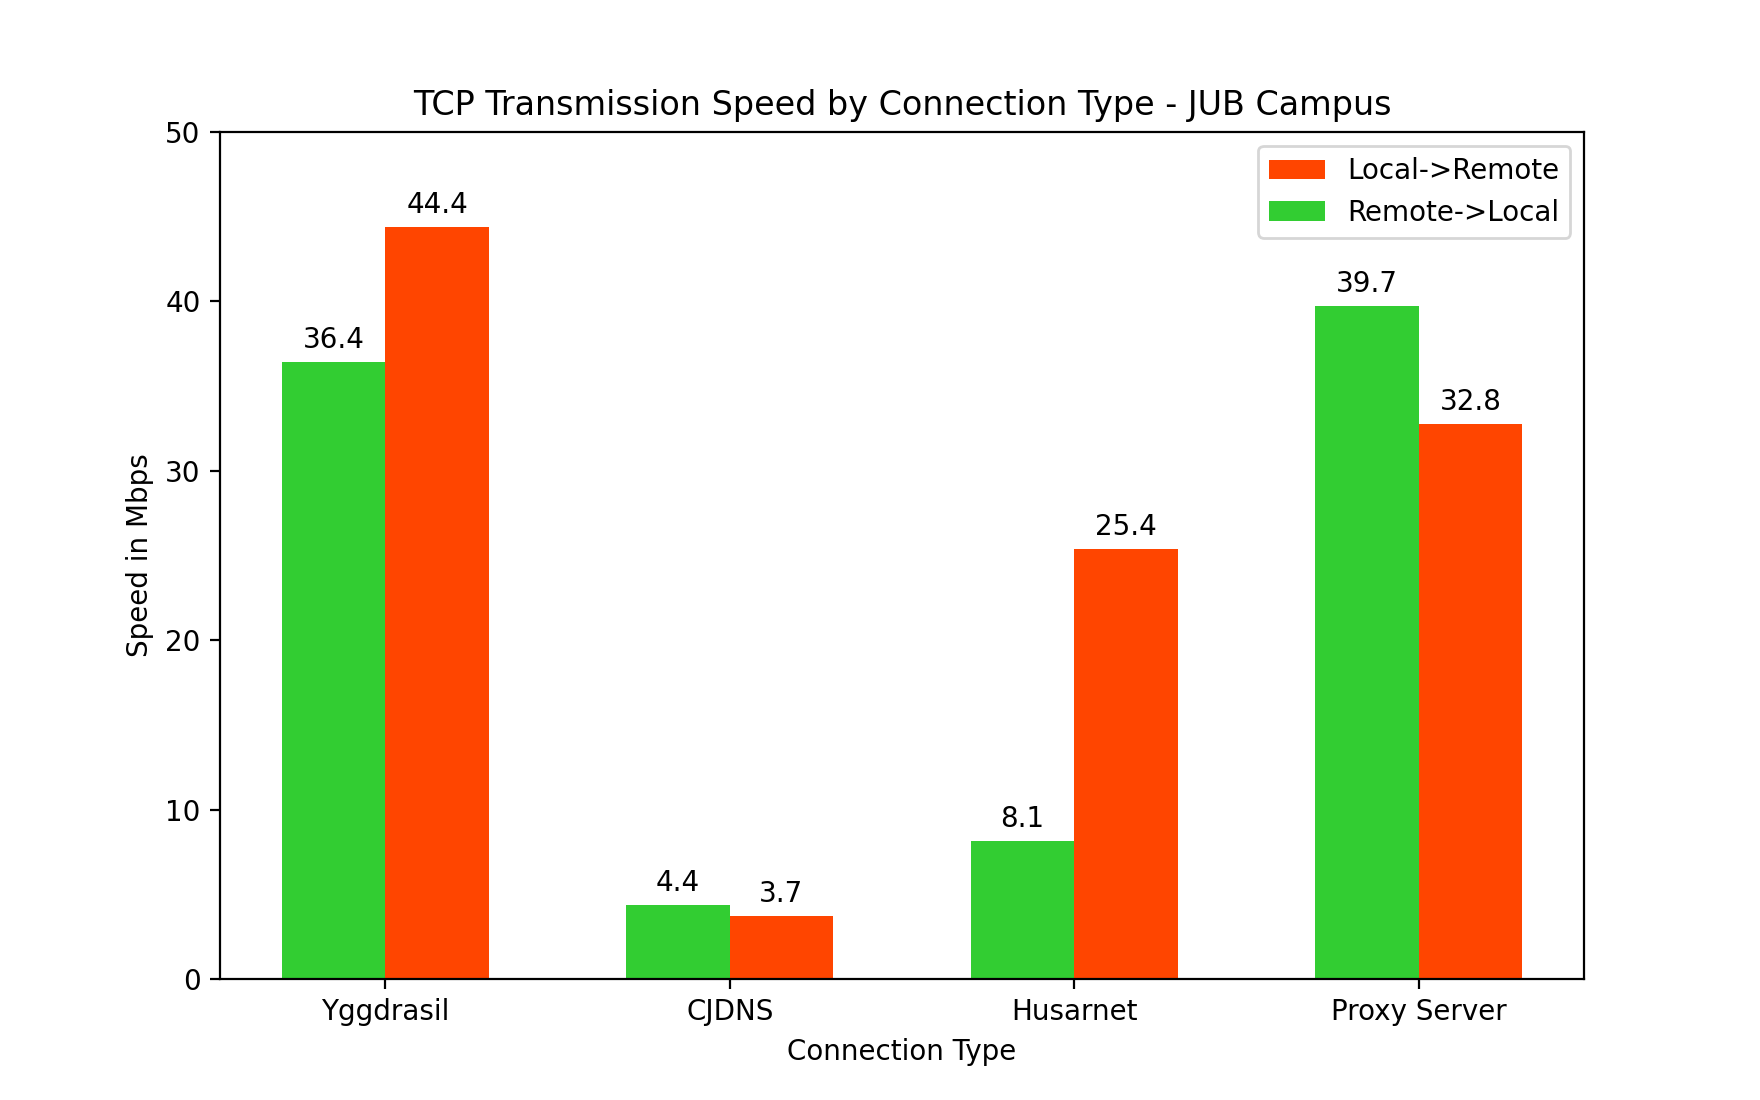 TCP Transmission Speed by Connection Type - JUB Campus
Local->Remote
Remote->Local
50
40
30
20
10
0
Speed in Mbps
36.4
44.4
4.4
3.7
8.1
25.4
39.7
32.8
Yggdrasil
CJDNS
Husarnet
Proxy Server
Connection Type